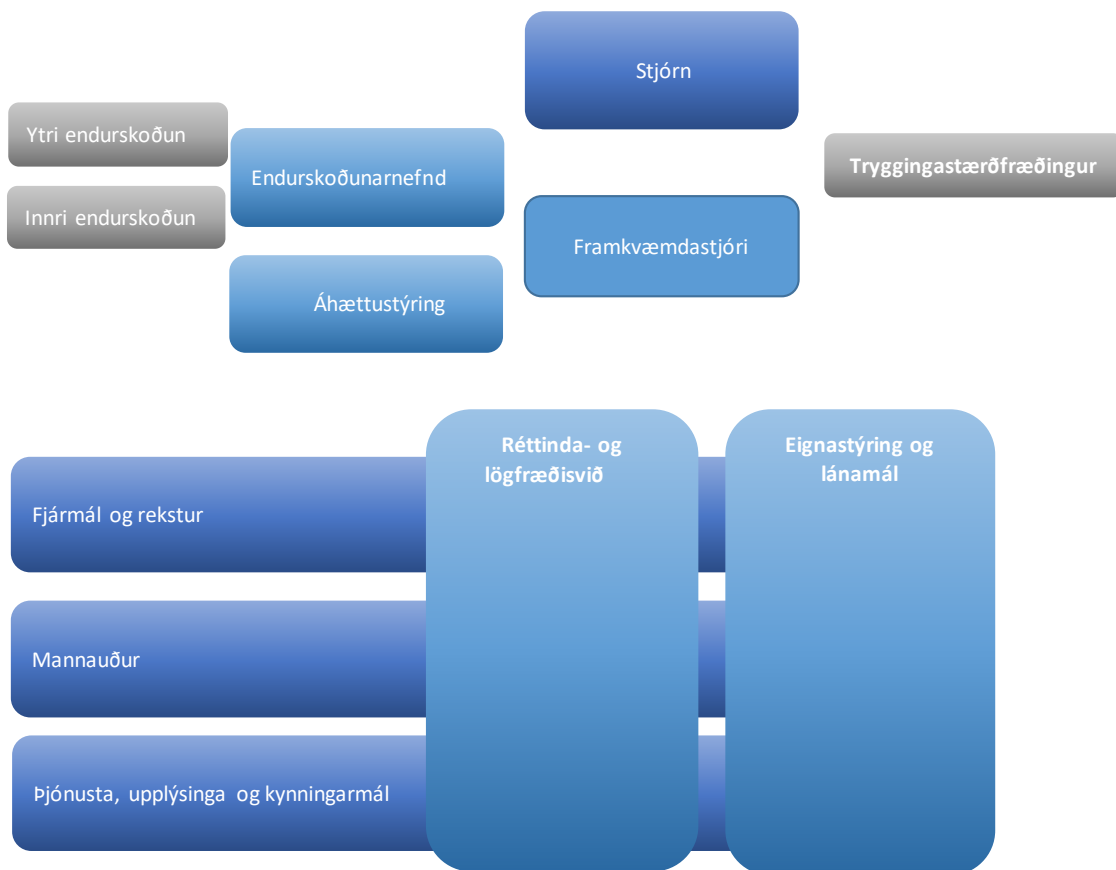 Stjórn
Ytri endurskoðun
Endurskoðunarnefnd
Tryggingastærðfræðingur
Innri endurskoðun
Framkvæmdastjóri
Áhættustýring
Réttinda- og
lögfræðisvið
Eignastýring og
lánamál
Fjármál og rekstur
Mannauður
Þjónusta, upplýsinga og kynningarmál